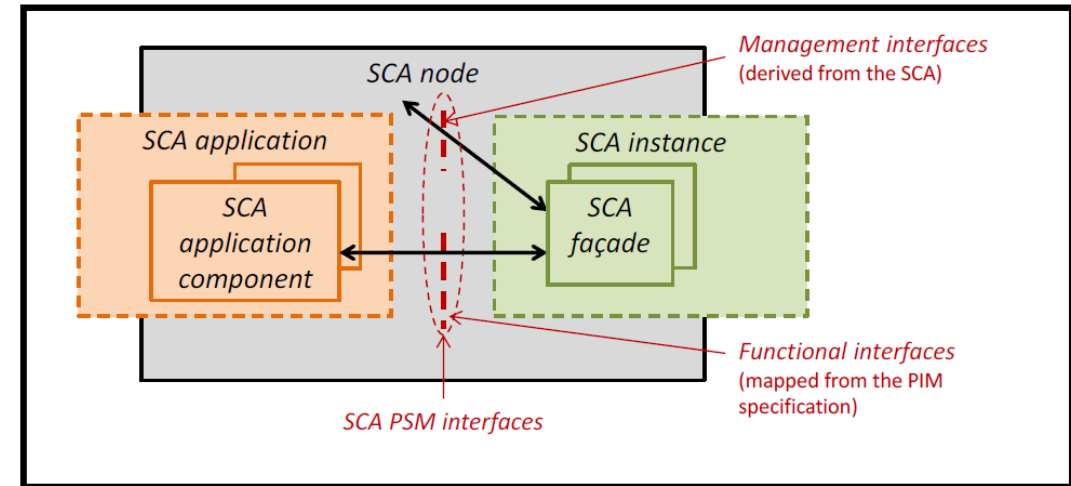 Management interfaces
(derived from the SCA)
SCA node
SCA application
SCA instance
SCA
application
component
SCA
façade
Functional interfaces
(mapped from the PIM
specification)
SCA PSM interfaces